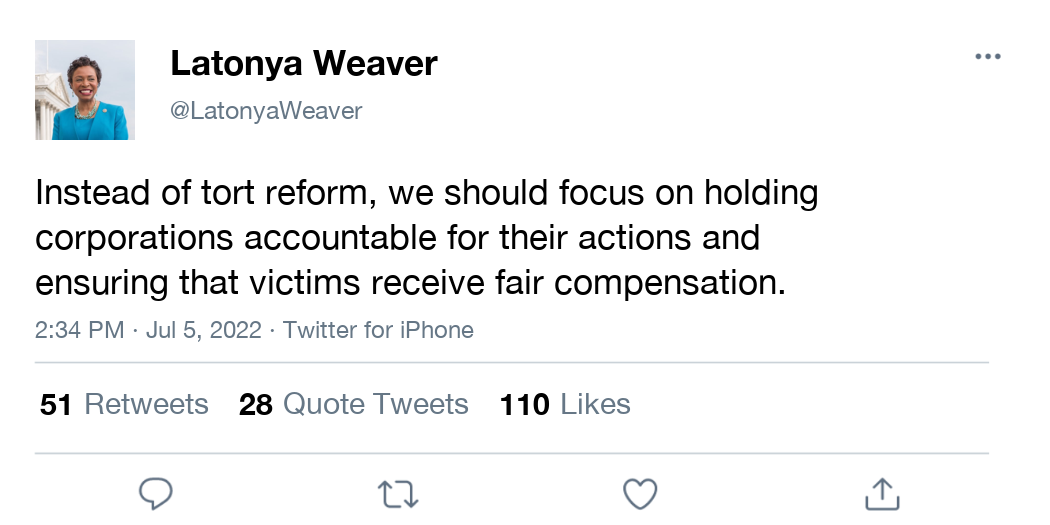 Latonya Weaver
@LatonyaWeaver
Instead of tort reform, we should focus on holding
corporations accountable for their actions and
ensuring that victims receive fair compensation.
2:34 PM · Jul 5, 2022 · Twitter for iPhone
51 Retweets 28 Quote Tweets 110 Likes